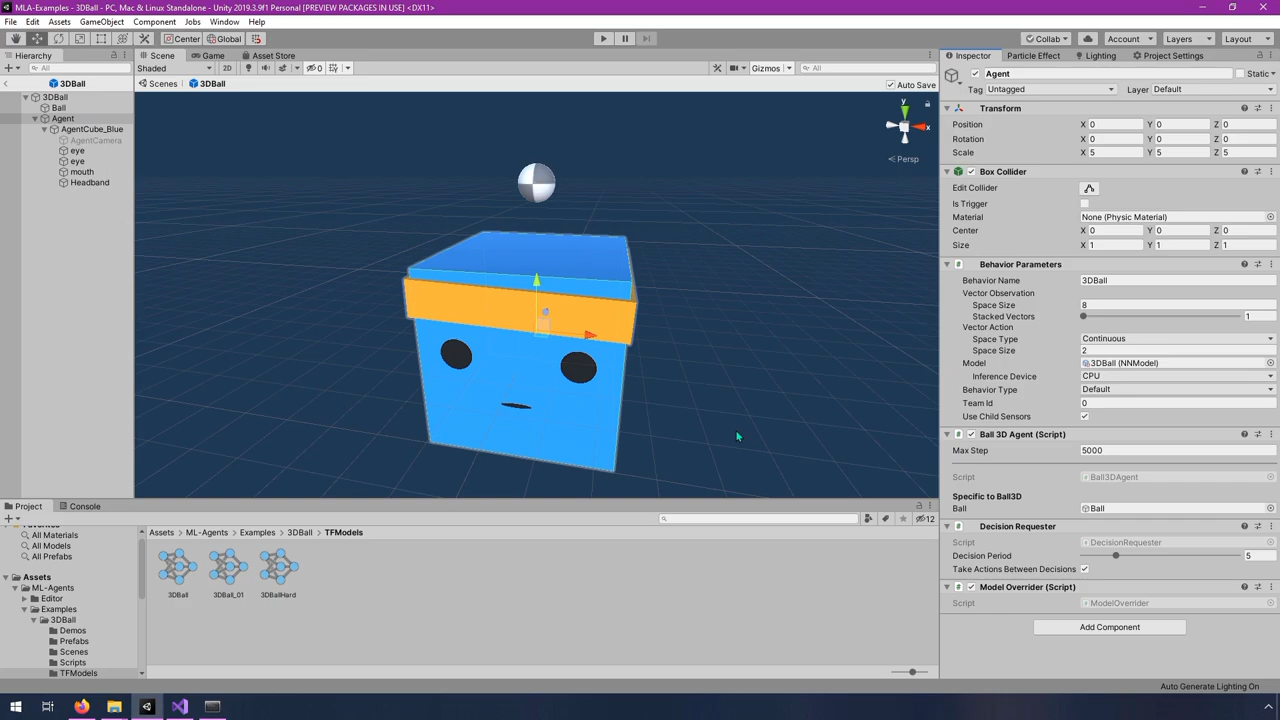 MLA-Examples - 3DBall - PC, Mac & Linux Standalone - Unity 2019.3.9f1 Personal [PREVIEW PACKAGES IN USE] <DX11>
File Edit Assets GameObject Component Jobs Window Help
Center Global Collab Account Layers Layout
Hierarchy Scene Game Asset Store Inspector Particle Effect Lighting Project Settings
All Shaded 2D 0 Gizmos All Agent Static
3DBall Scenes 3DBall Auto Save Tag Untagged Layer Default
3DBall
Ball
Agent
AgentCube_Blue
AgentCamera
eye
eye
mouth
Headband
y
x
Persp
Transform
Position X 0 Y 0 Z 0
Rotation X 0 Y 0 Z 0
Scale X 5 Y 5 Z 5
Box Collider
Edit Collider
Is Trigger
Material None (Physic Material)
Center X 0 Y 0 Z 0
Size X 1 Y 1 Z 1
Behavior Parameters
Behavior Name 3DBall
Vector Observation
Space Size 8
Stacked Vectors 1
Vector Action
Space Type Continuous
Space Size 2
Model 3DBall (NNModel)
Inference Device CPU
Behavior Type Default
Team Id 0
Use Child Sensors
Ball 3D Agent (Script)
Max Step 5000
Script Ball3DAgent
Specific to Ball3D
Ball Ball
Decision Requester
Script DecisionRequester
Decision Period 5
Take Actions Between Decisions
Model Overrider (Script)
Script ModelOverrider
Add Component
Project Console
12
Favorites
All Materials
All Models
All Prefabs
Assets
ML-Agents
Editor
Examples
3DBall
Demos
Prefabs
Scenes
Scripts
TFModels
Assets ML-Agents Examples 3DBall TFModels
3DBall 3DBall_01 3DBallHard
Auto Generate Lighting On